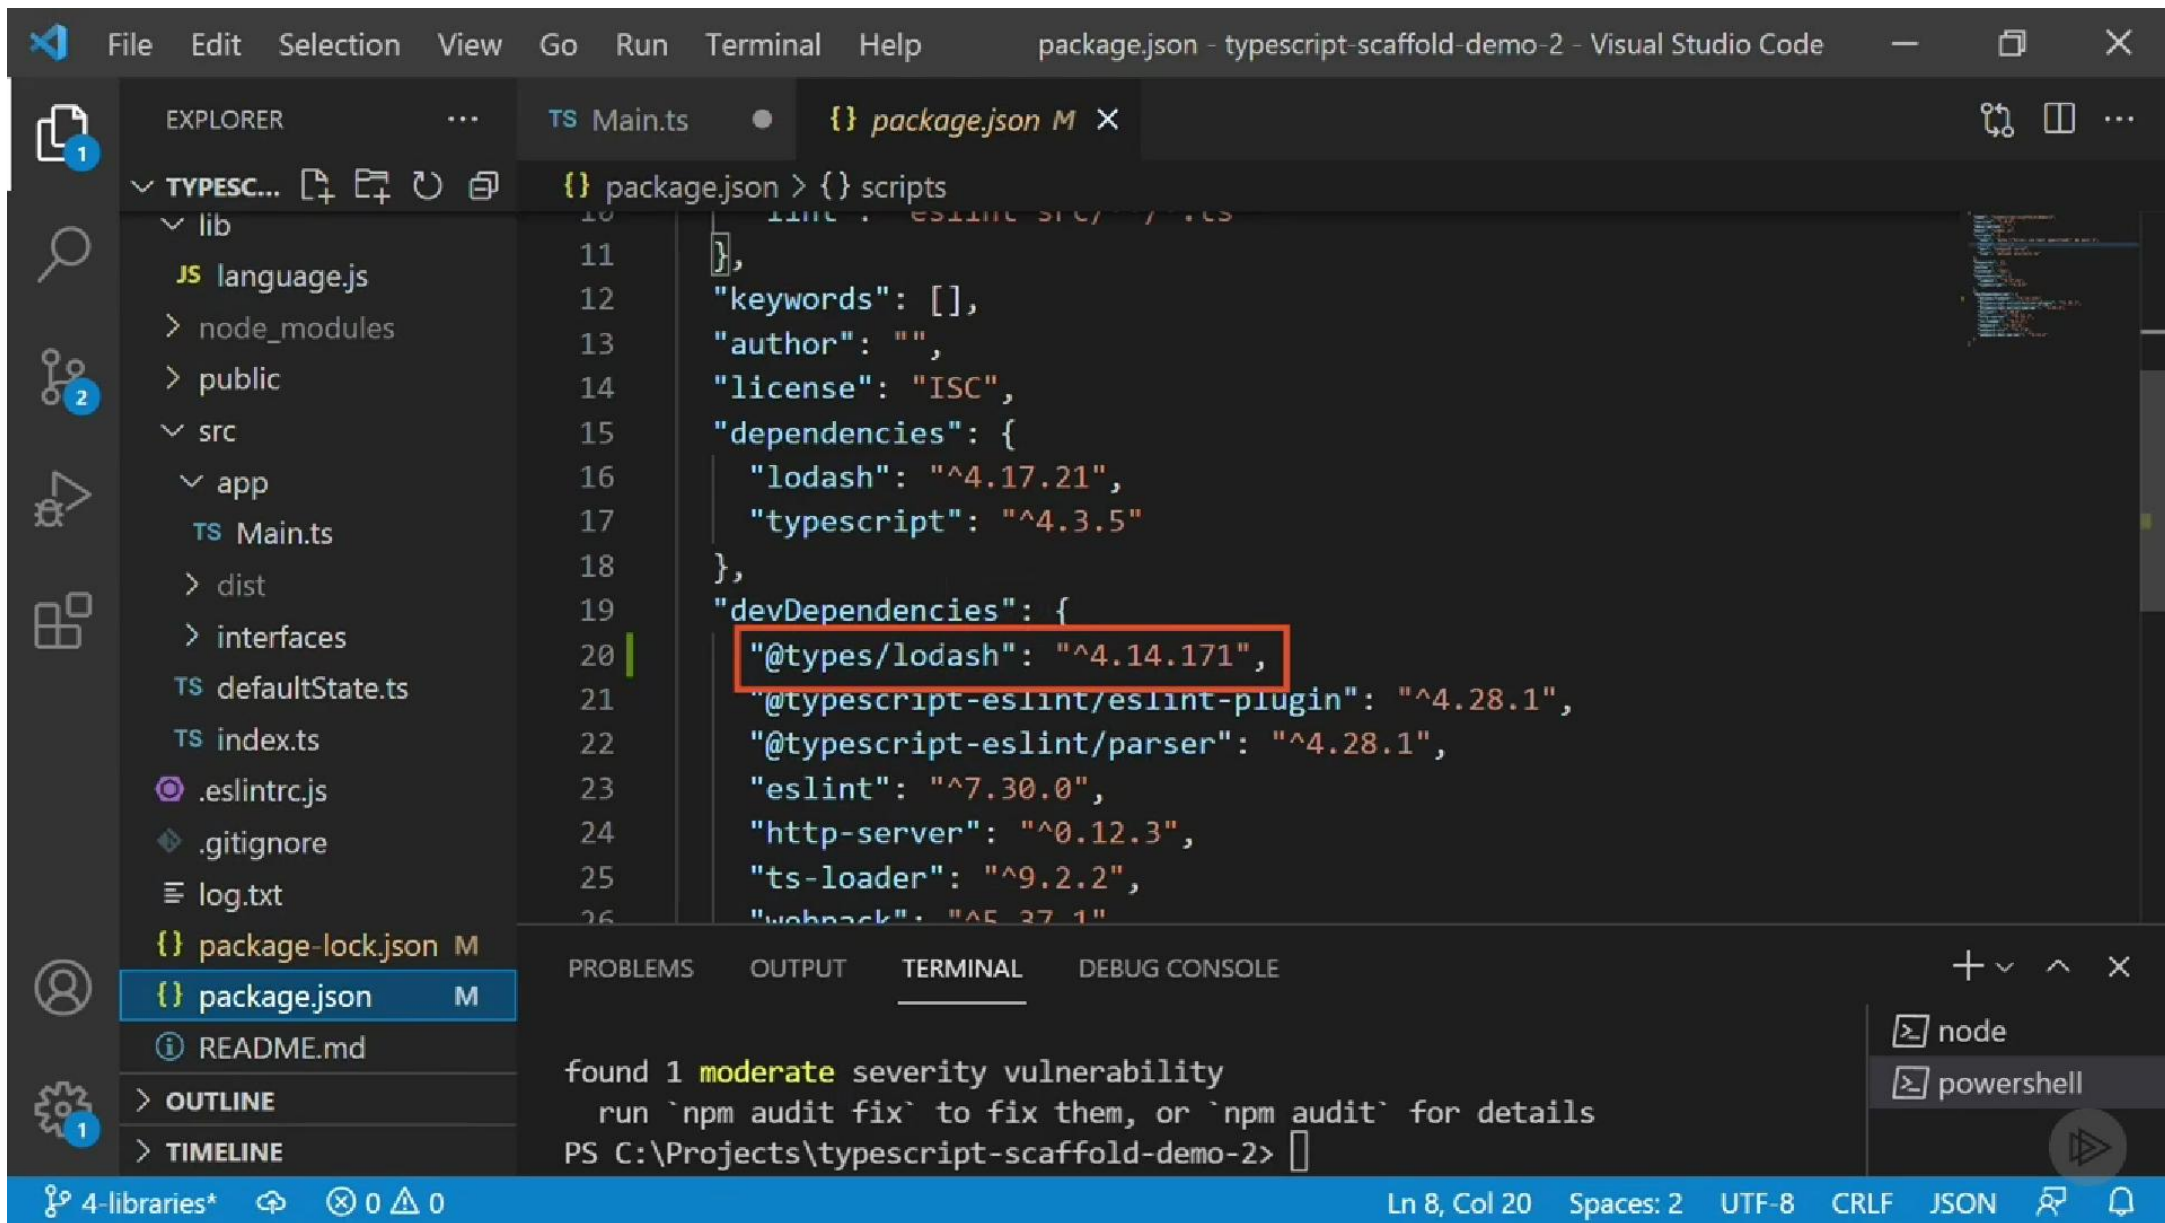 File Edit Selection View Go Run Terminal Help package.json - typescript-scaffold-demo-2 - Visual Studio Code
EXPLORER
TS Main.ts
{} package.json M
TYPESC...
{} package.json > {} scripts
lib
JS language.js
node_modules
public
src
app
TS Main.ts
dist
interfaces
TS defaultState.ts
TS index.ts
.eslintrc.js
.gitignore
log.txt
{} package-lock.json M
{} package.json M
README.md
OUTLINE
TIMELINE
1
2
1
11 },
12 "keywords": [],
13 "author": "",
14 "license": "ISC",
15 "dependencies": {
16 "lodash": "^4.17.21",
17 "typescript": "^4.3.5"
18 },
19 "devDependencies": {
20 "@types/lodash": "^4.14.171",
21 "@typescript-eslint/eslint-plugin": "^4.28.1",
22 "@typescript-eslint/parser": "^4.28.1",
23 "eslint": "^7.30.0",
24 "http-server": "^0.12.3",
25 "ts-loader": "^9.2.2",
26 "webpack": "^5.37.1"
PROBLEMS OUTPUT TERMINAL DEBUG CONSOLE
found 1 moderate severity vulnerability
run `npm audit fix` to fix them, or `npm audit` for details
PS C:\Projects\typescript-scaffold-demo-2>
node
powershell
4-libraries* 0 0 Ln 8, Col 20 Spaces: 2 UTF-8 CRLF JSON